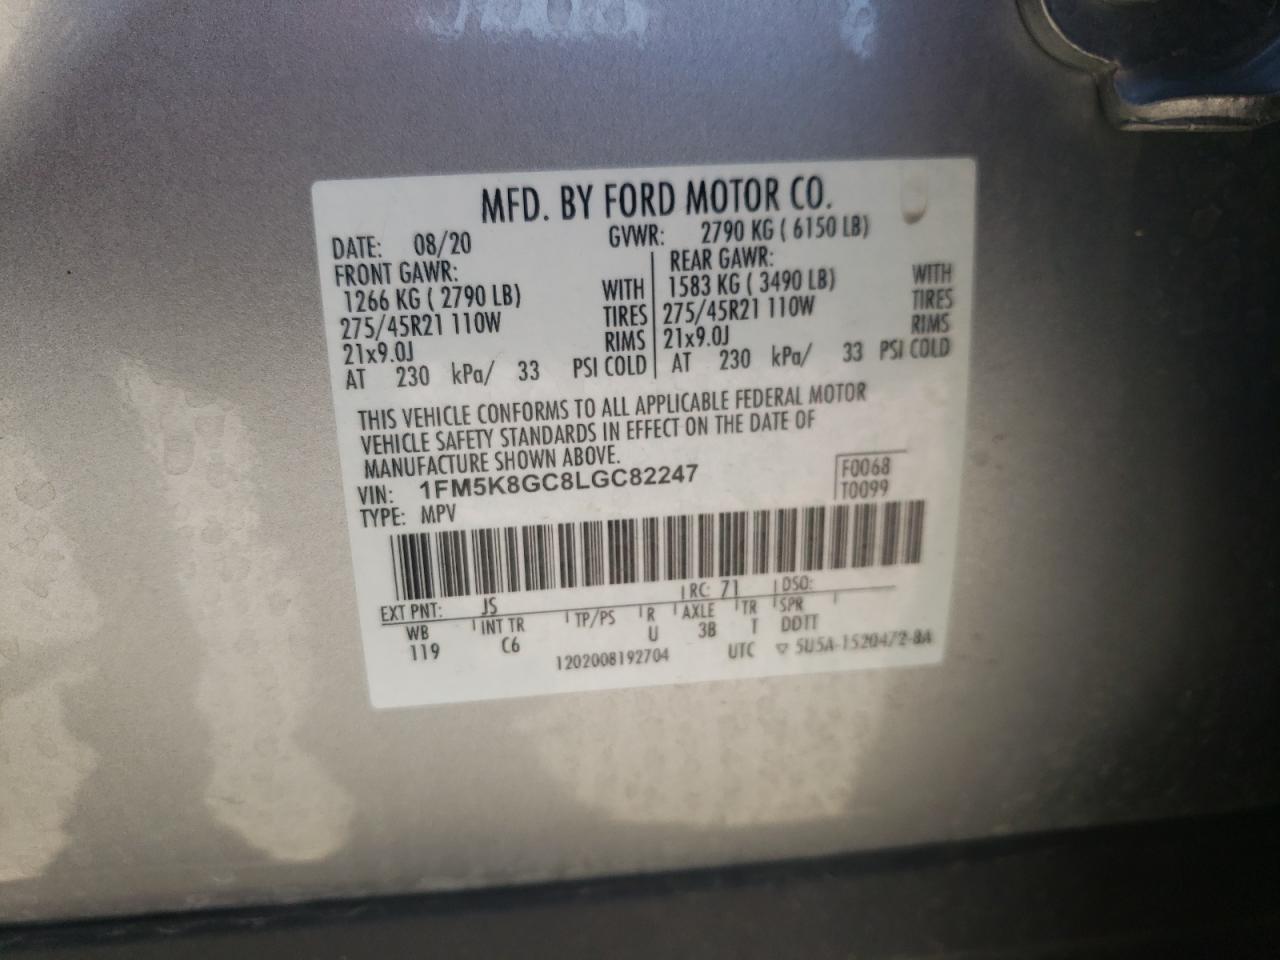 MFD. BY FORD MOTOR CO.
DATE: 08/20 GVWR: 2790 KG ( 6150 LB)
FRONT GAWR: REAR GAWR:
1266 KG ( 2790 LB) WITH 1583 KG ( 3490 LB) WITH
275/45R21 110W TIRES 275/45R21 110W TIRES
21x9.0J RIMS 21x9.0J RIMS
AT 230 kPa/ 33 PSI COLD AT 230 kPa/ 33 PSI COLD
THIS VEHICLE CONFORMS TO ALL APPLICABLE FEDERAL MOTOR
VEHICLE SAFETY STANDARDS IN EFFECT ON THE DATE OF
MANUFACTURE SHOWN ABOVE.
VIN: 1FM5K8GC8LGC82247 F0068
TYPE: MPV T0099
EXT PNT: JS RC: 71 DSO:
WB INT TR TP/PS R AXLE TR SPR
119 C6 U 3B T DDTT
1202008192704 UTC ▽ 5U5A-1520472-BA